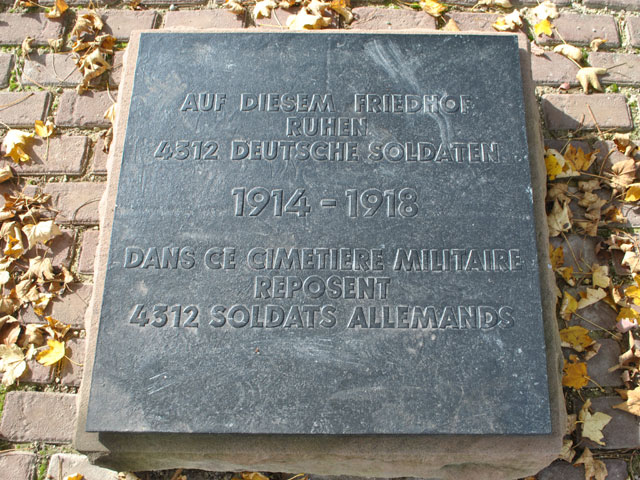 AUF DIESEM FRIEDHOF
RUHEN
4312 DEUTSCHE SOLDATEN
1914 - 1918
DANS CE CIMETIERE MILITAIRE
REPOSENT
4312 SOLDATS ALLEMANDS